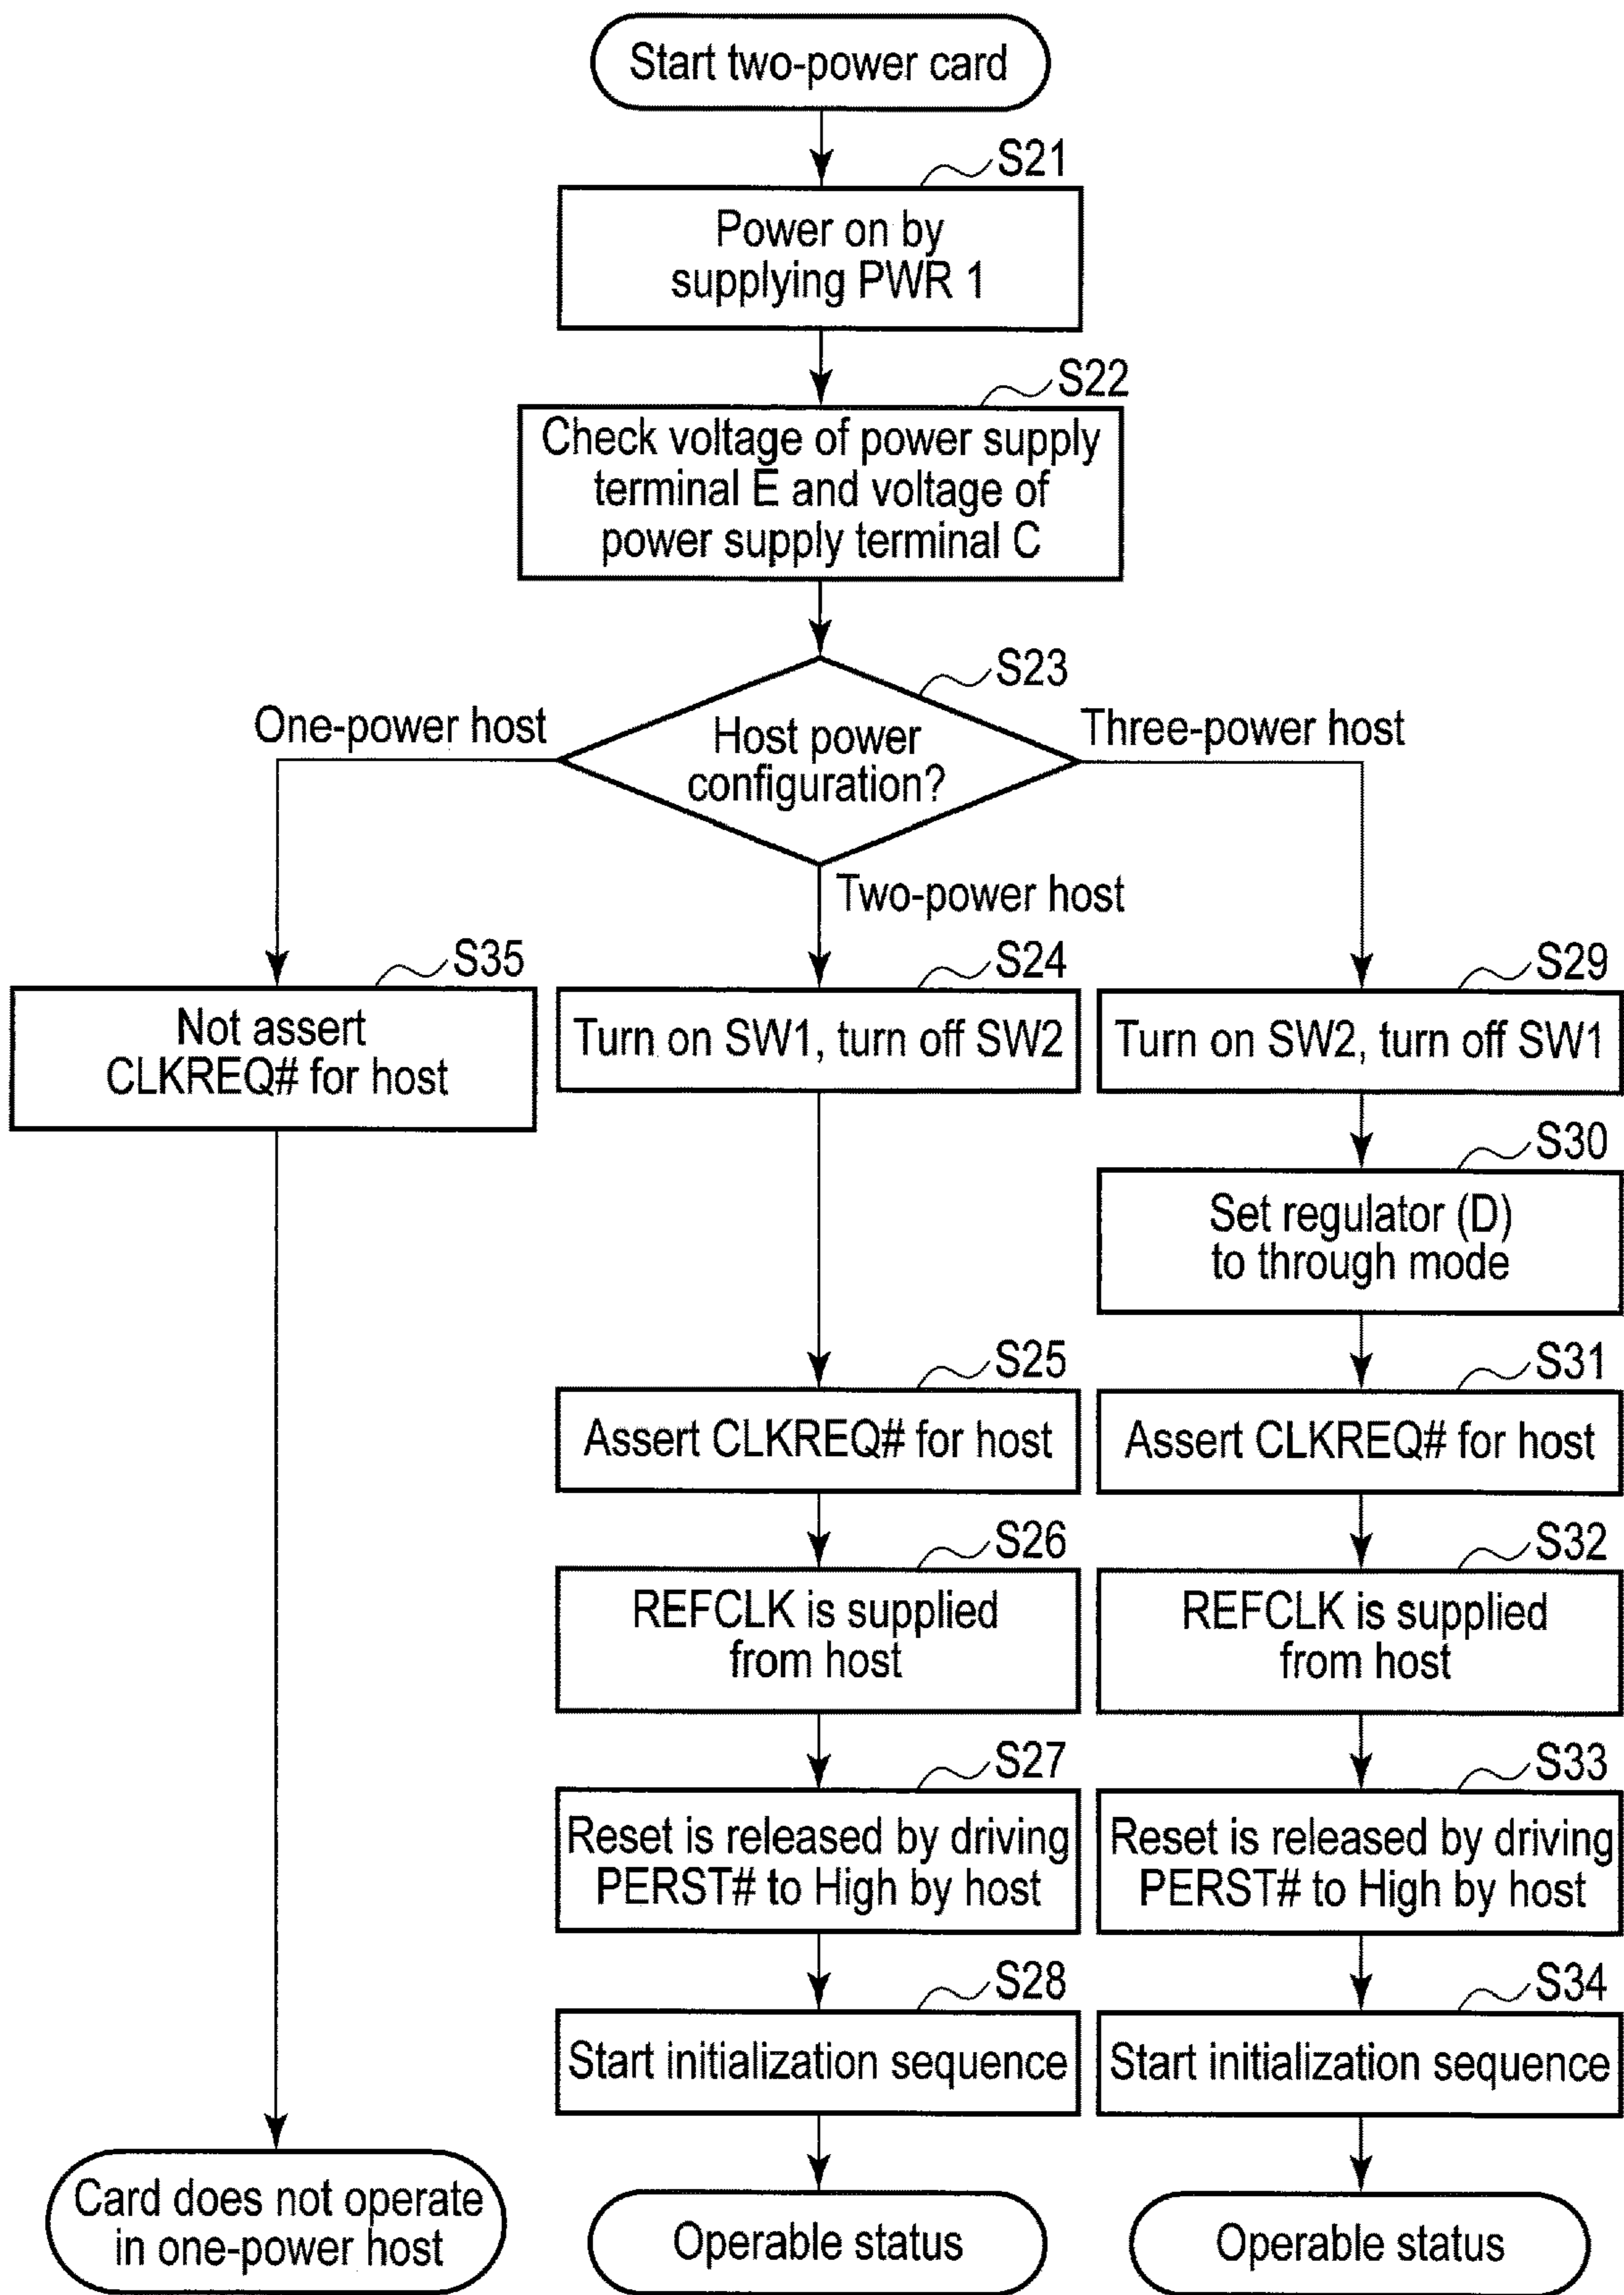 Start two-power card
S21
Power on by
supplying PWR 1
S22
Check voltage of power supply
terminal E and voltage of
power supply terminal C
S23
Host power
configuration?
One-power host
Three-power host
Two-power host
S35
Not assert
CLKREQ# for host
S24
Turn on SW1, turn off SW2
S29
Turn on SW2, turn off SW1
S30
Set regulator (D)
to through mode
S25
Assert CLKREQ# for host
S31
Assert CLKREQ# for host
S26
REFCLK is supplied
from host
S32
REFCLK is supplied
from host
S27
Reset is released by driving
PERST# to High by host
S33
Reset is released by driving
PERST# to High by host
S28
Start initialization sequence
S34
Start initialization sequence
Card does not operate
in one-power host
Operable status
Operable status